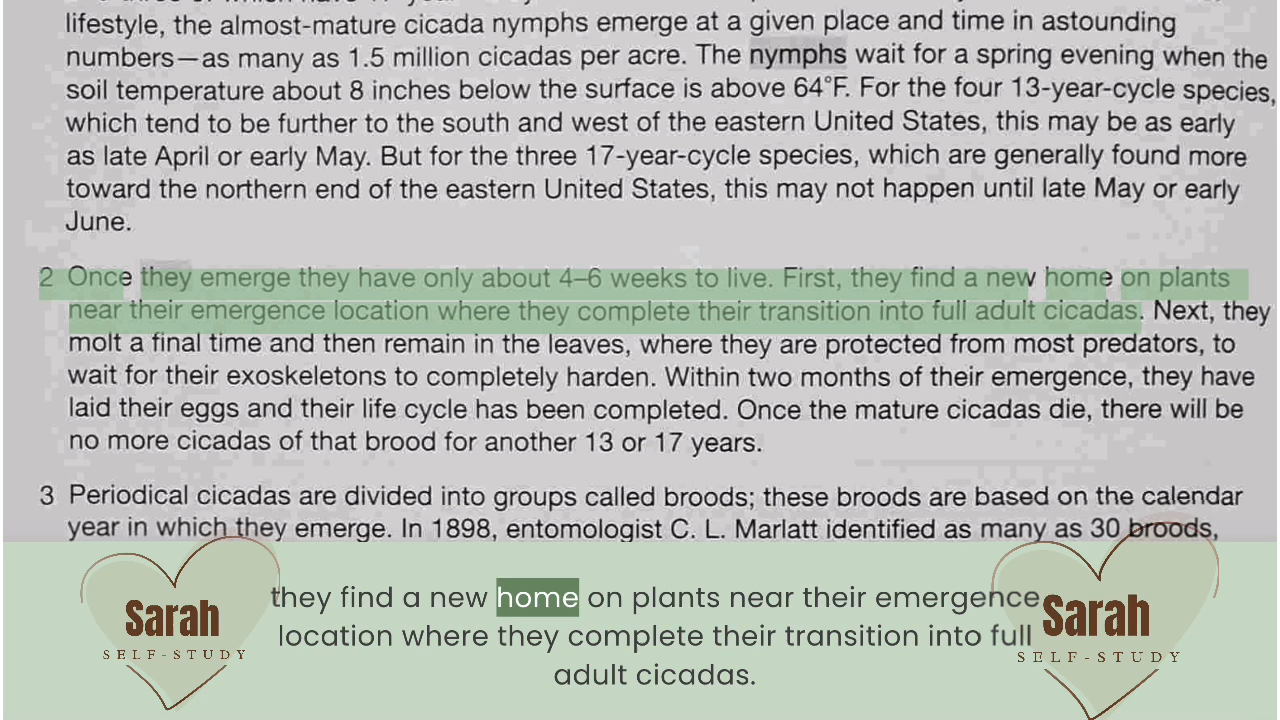 lifestyle, the almost-mature cicada nymphs emerge at a given place and time in astounding
numbers—as many as 1.5 million cicadas per acre. The nymphs wait for a spring evening when the
soil temperature about 8 inches below the surface is above 64°F. For the four 13-year-cycle species,
which tend to be further to the south and west of the eastern United States, this may be as early
as late April or early May. But for the three 17-year-cycle species, which are generally found more
toward the northern end of the eastern United States, this may not happen until late May or early
June.
2 Once they emerge they have only about 4–6 weeks to live. First, they find a new home on plants
near their emergence location where they complete their transition into full adult cicadas. Next, they
molt a final time and then remain in the leaves, where they are protected from most predators, to
wait for their exoskeletons to completely harden. Within two months of their emergence, they have
laid their eggs and their life cycle has been completed. Once the mature cicadas die, there will be
no more cicadas of that brood for another 13 or 17 years.
3 Periodical cicadas are divided into groups called broods; these broods are based on the calendar
year in which they emerge. In 1898, entomologist C. L. Marlatt identified as many as 30 broods,
they find a new home on plants near their emergence
location where they complete their transition into full
adult cicadas.
Sarah
SELF-STUDY
Sarah
SELF-STUDY